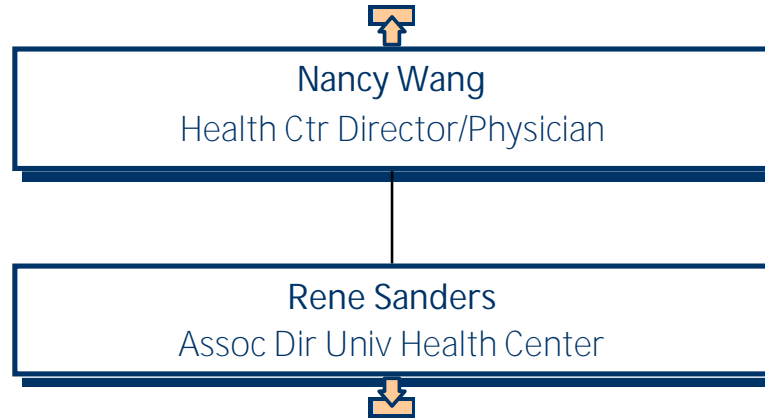 Nancy Wang
Health Ctr Director/Physician
Rene Sanders
Assoc Dir Univ Health Center